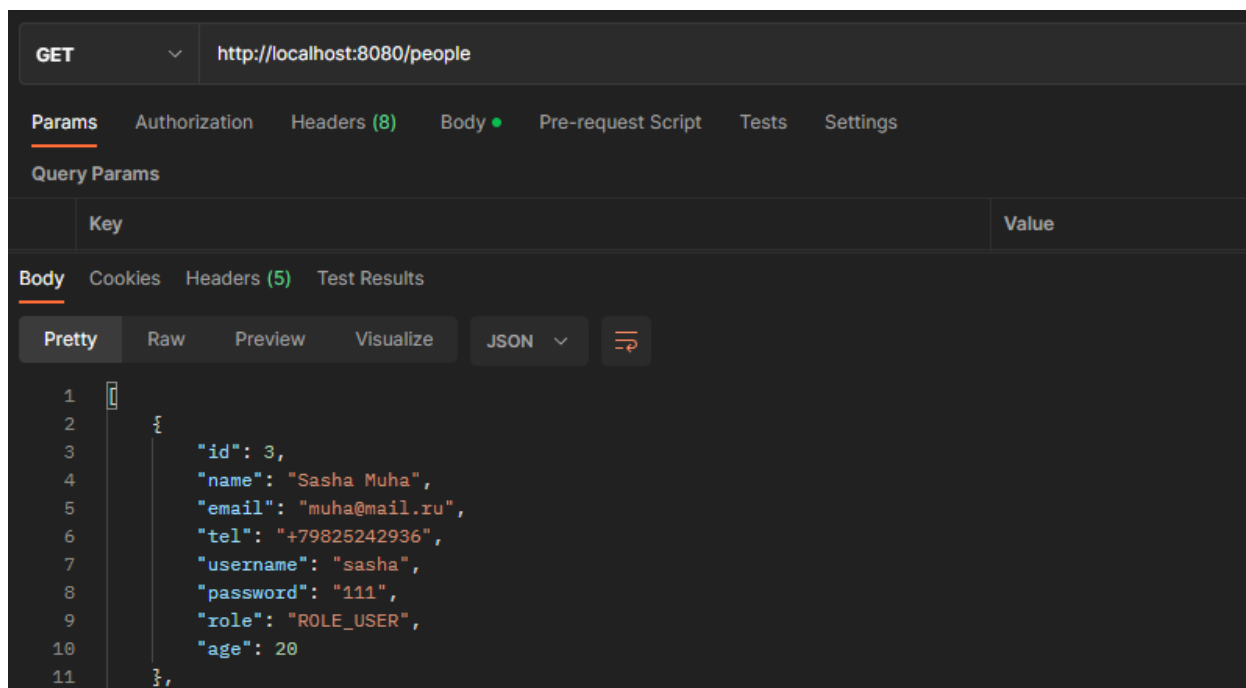 GET http://localhost:8080/people
Params Authorization Headers (8) Body Pre-request Script Tests Settings
Query Params
Key Value
Body Cookies Headers (5) Test Results
Pretty Raw Preview Visualize JSON
1 [
2 {
3 "id": 3,
4 "name": "Sasha Muha",
5 "email": "muha@mail.ru",
6 "tel": "+79825242936",
7 "username": "sasha",
8 "password": "111",
9 "role": "ROLE_USER",
10 "age": 20
11 },